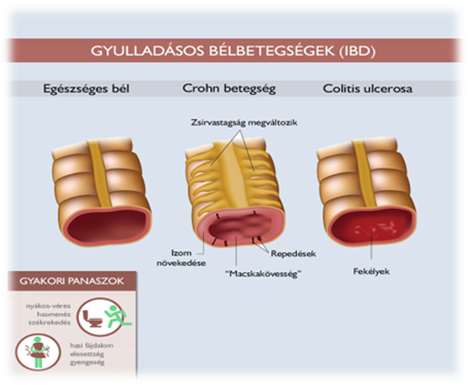 GYULLADÁSOS BÉLBETEGSÉGEK (IBD)
Egészséges bél
Crohn betegség
Colitis ulcerosa
Zsírvastagság megváltozik
Izom
növekedése
Repedések
"Macskakövesség"
Fekélyek
GYAKORI PANASZOK
nyákos-véres
hasmenés
székrekedés
hasi fájdalom
elesettség
gyengeség